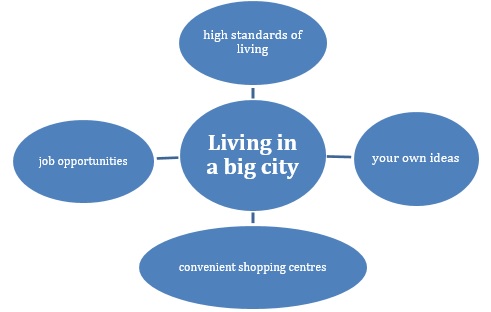 high standards of
living
Living in
a big city
job opportunities
your own ideas
convenient shopping centres